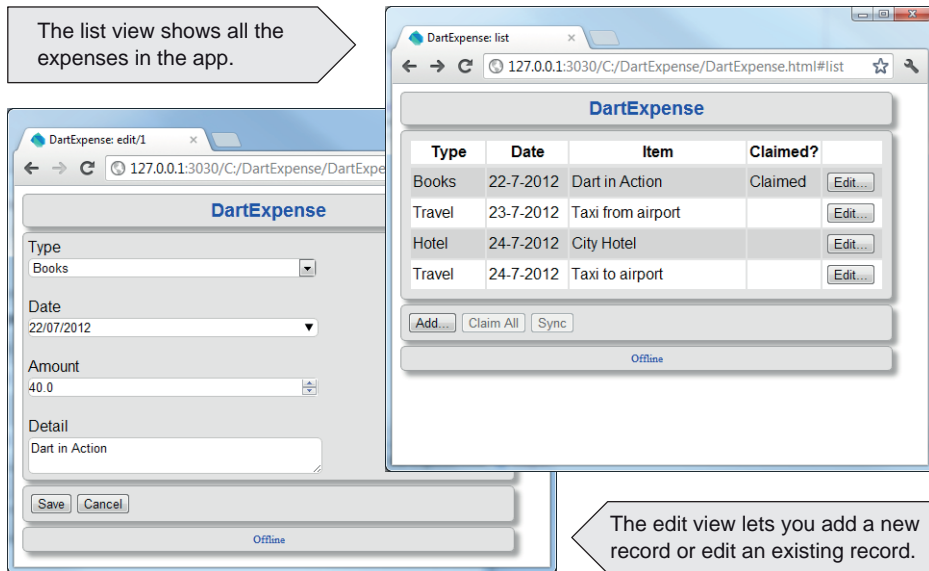 The list view shows all the
expenses in the app.
DartExpense: list
127.0.0.1:3030/C:/DartExpense/DartExpense.html#list
DartExpense
Type Date Item Claimed?
Books 22-7-2012 Dart in Action Claimed Edit...
Travel 23-7-2012 Taxi from airport Edit...
Hotel 24-7-2012 City Hotel Edit...
Travel 24-7-2012 Taxi to airport Edit...
Add... Claim All Sync
Offline
DartExpense: edit/1
127.0.0.1:3030/C:/DartExpense/DartExpe
DartExpense
Type
Books
Date
22/07/2012
Amount
40.0
Detail
Dart in Action
Save Cancel
Offline
The edit view lets you add a new
record or edit an existing record.